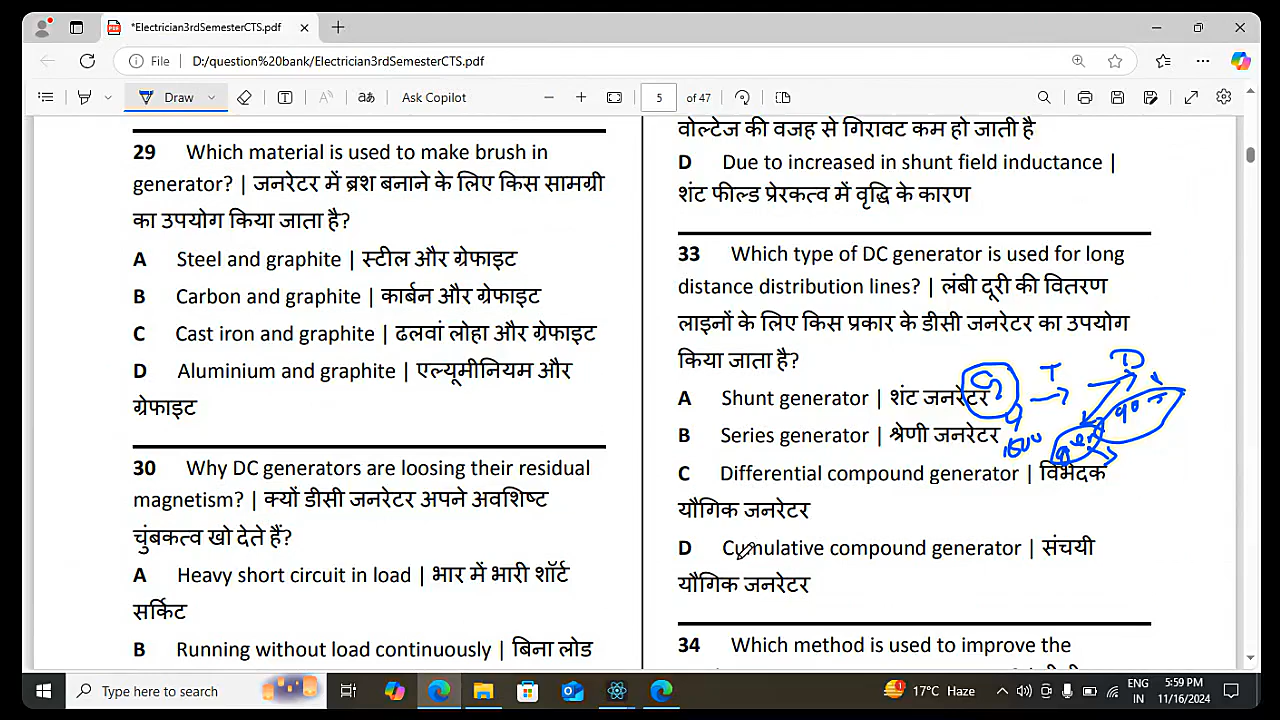 *Electrician3rdSemesterCTS.pdf
File D:/question%20bank/Electrician3rdSemesterCTS.pdf
Draw Ask Copilot 5 of 47
29 Which material is used to make brush in
generator? | जनरेटर में ब्रश बनाने के लिए किस सामग्री
का उपयोग किया जाता है?
A Steel and graphite | स्टील और ग्रेफाइट
B Carbon and graphite | कार्बन और ग्रेफाइट
C Cast iron and graphite | ढलवां लोहा और ग्रेफाइट
D Aluminium and graphite | एल्यूमीनियम और
ग्रेफाइट
30 Why DC generators are loosing their residual
magnetism? | क्यों डीसी जनरेटर अपने अवशिष्ट
चुंबकत्व खो देते हैं?
A Heavy short circuit in load | भार में भारी शॉर्ट
सर्किट
B Running without load continuously | बिना लोड
वोल्टेज की वजह से गिरावट कम हो जाती है
D Due to increased in shunt field inductance |
शंट फील्ड प्रेरकत्व में वृद्धि के कारण
33 Which type of DC generator is used for long
distance distribution lines? | लंबी दूरी की वितरण
लाइनों के लिए किस प्रकार के डीसी जनरेटर का उपयोग
किया जाता है?
A Shunt generator | शंट जनरेटर
B Series generator | श्रेणी जनरेटर
C Differential compound generator | विभेदक
यौगिक जनरेटर
D Cumulative compound generator | संचयी
यौगिक जनरेटर
34 Which method is used to improve the
G T D
Type here to search
17°C Haze
ENG
IN
5:59 PM
11/16/2024